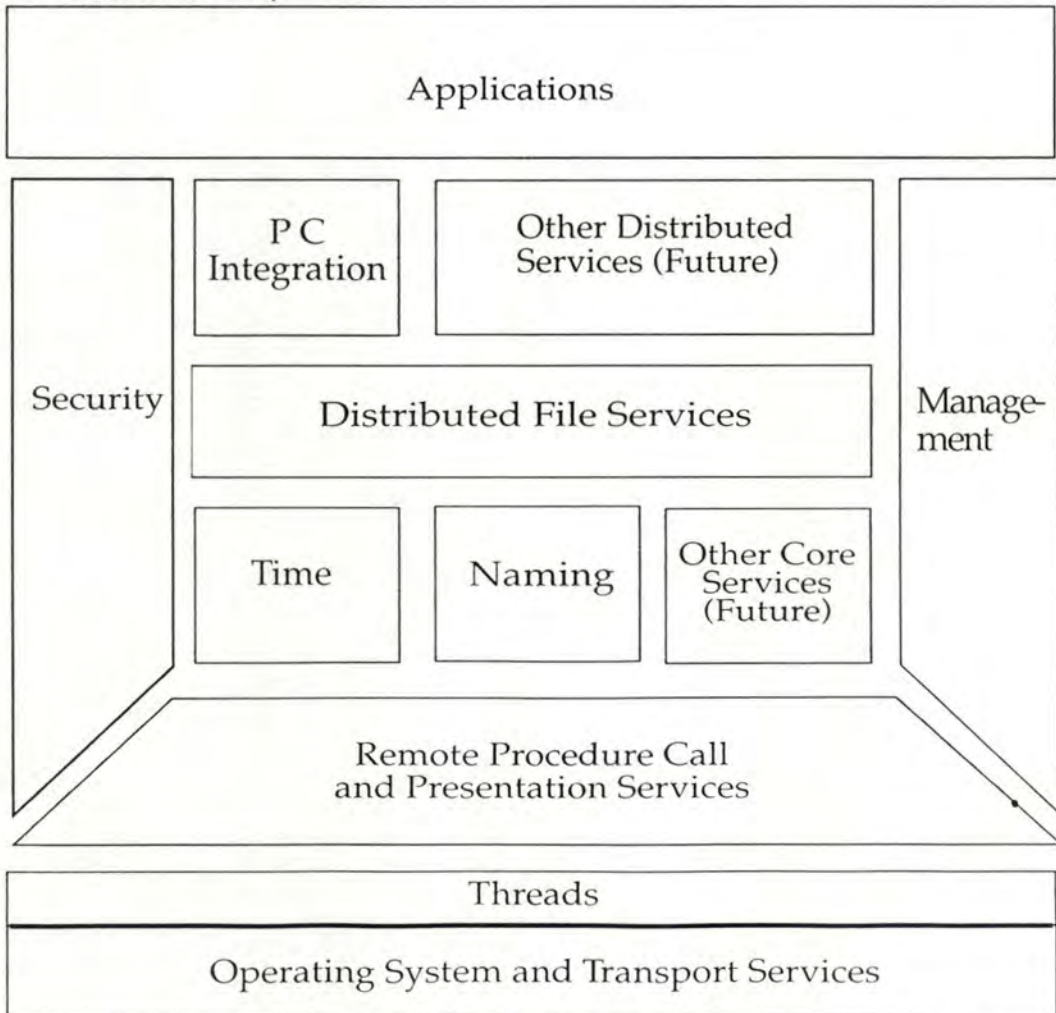 Applications
P C
Integration
Other Distributed
Services (Future)
Security
Distributed File Services
Manage-
ment
Time
Naming
Other Core
Services
(Future)
Remote Procedure Call
and Presentation Services
Threads
Operating System and Transport Services